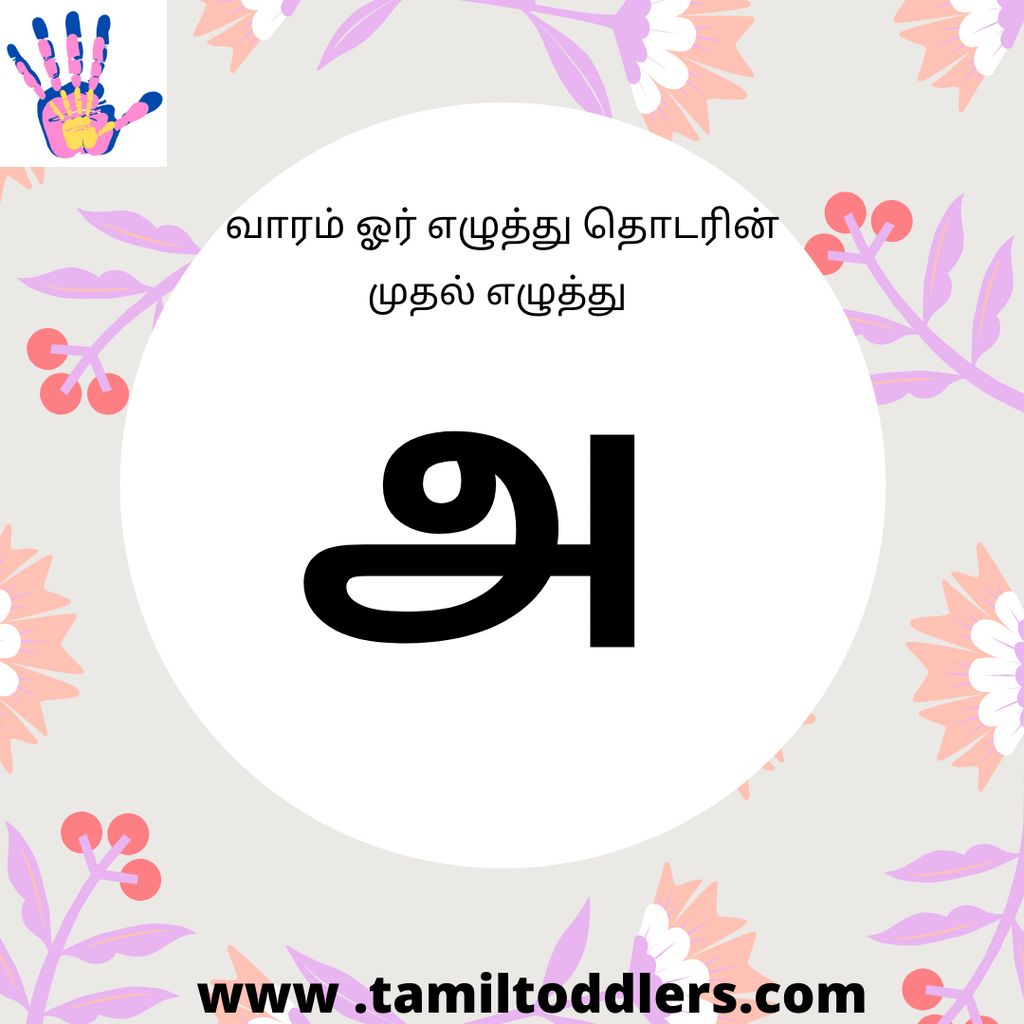 வாரம் ஓர் எழுத்து தொடரின்
முதல் எழுத்து
அ
www .tamiltoddlers.com